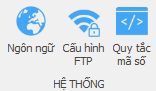 Ngôn ngữ
Cấu hình
FTP
Quy tắc
mã số
HỆ THỐNG